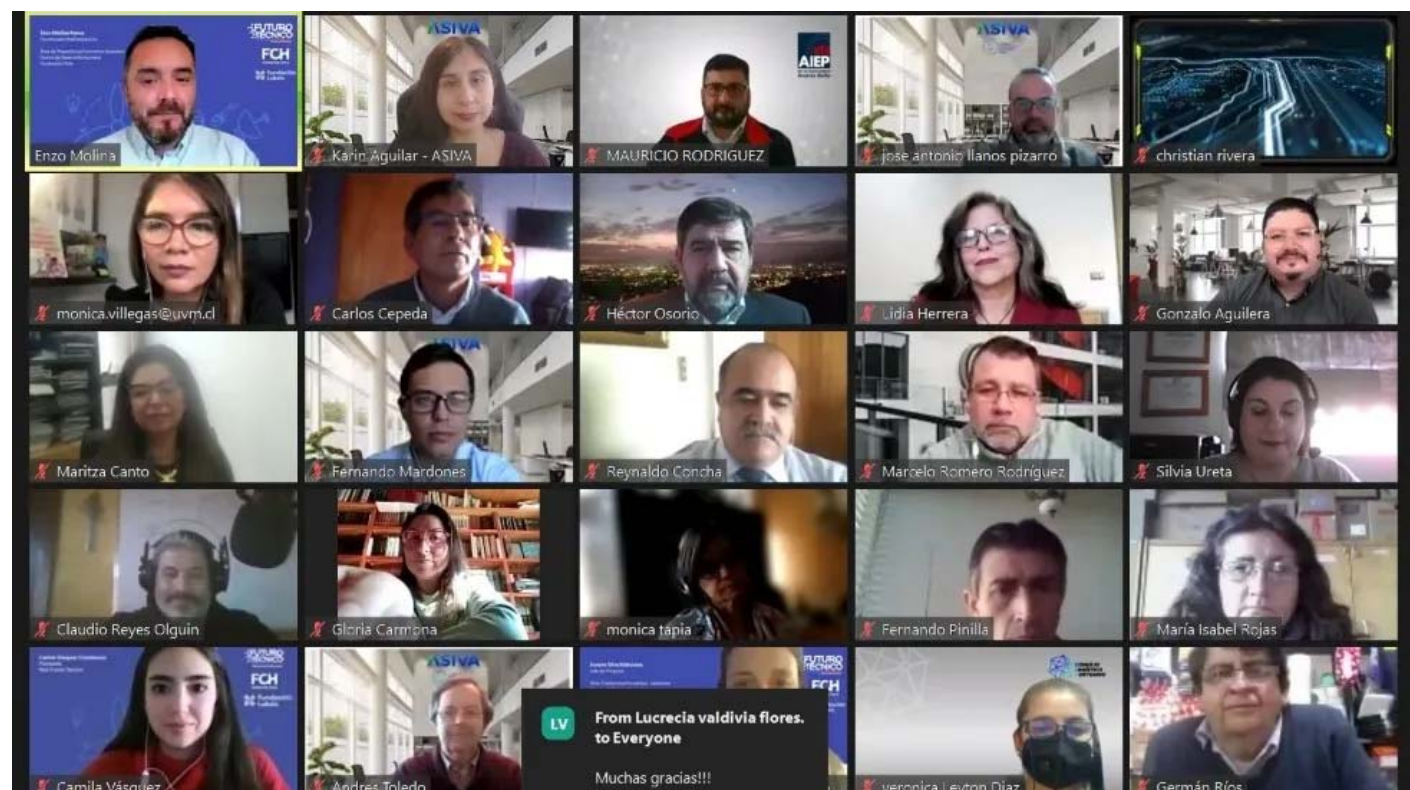 FUTURO
TÉCNICO
FCH
Fundación
Luksic
Enzo Molina
ASIVA
Karin Aguilar - ASIVA
AIEP
Andrés Bello
MAURICIO RODRIGUEZ
ASIVA
jose antonio llanos pizarro
christian rivera
monica.villegas@uvm.cl
Carlos Cepeda
Héctor Osorio
Lidia Herrera
Gonzalo Aguilera
Maritza Canto
ASIVA
Fernando Mardones
Reynaldo Concha
Marcelo Romero Rodríguez
Silvia Ureta
Claudio Reyes Olguin
Gloria Carmona
monica tapia
Fernando Pinilla
María Isabel Rojas
FUTURO
TÉCNICO
FCH
Fundación
Luksic
Camila Vásquez
ASIVA
Andres Toledo
FUTURO
TÉCNICO
FCH
LV
From Lucrecia valdivia flores.
to Everyone
Muchas gracias!!!
veronica Leyton Diaz
Germán Ríos